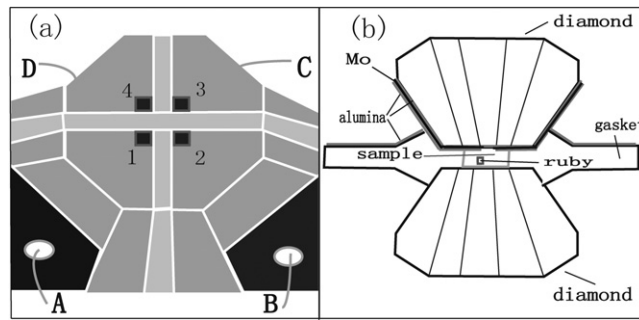 (a)
D
C
4
3
1
2
A
B
(b)
diamond
Mo
alumina
gasket
sample
ruby
diamond